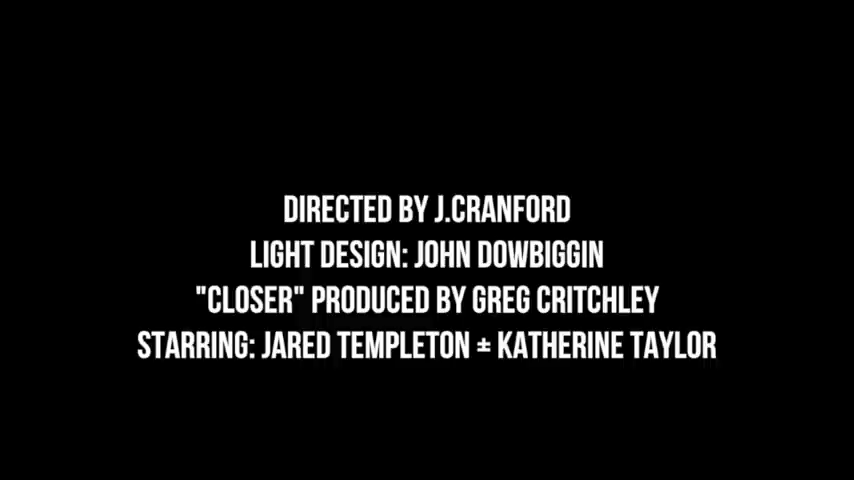 DIRECTED BY J.CRANFORD
LIGHT DESIGN: JOHN DOWBIGGIN
"CLOSER" PRODUCED BY GREG CRITCHLEY
STARRING: JARED TEMPLETON ± KATHERINE TAYLOR